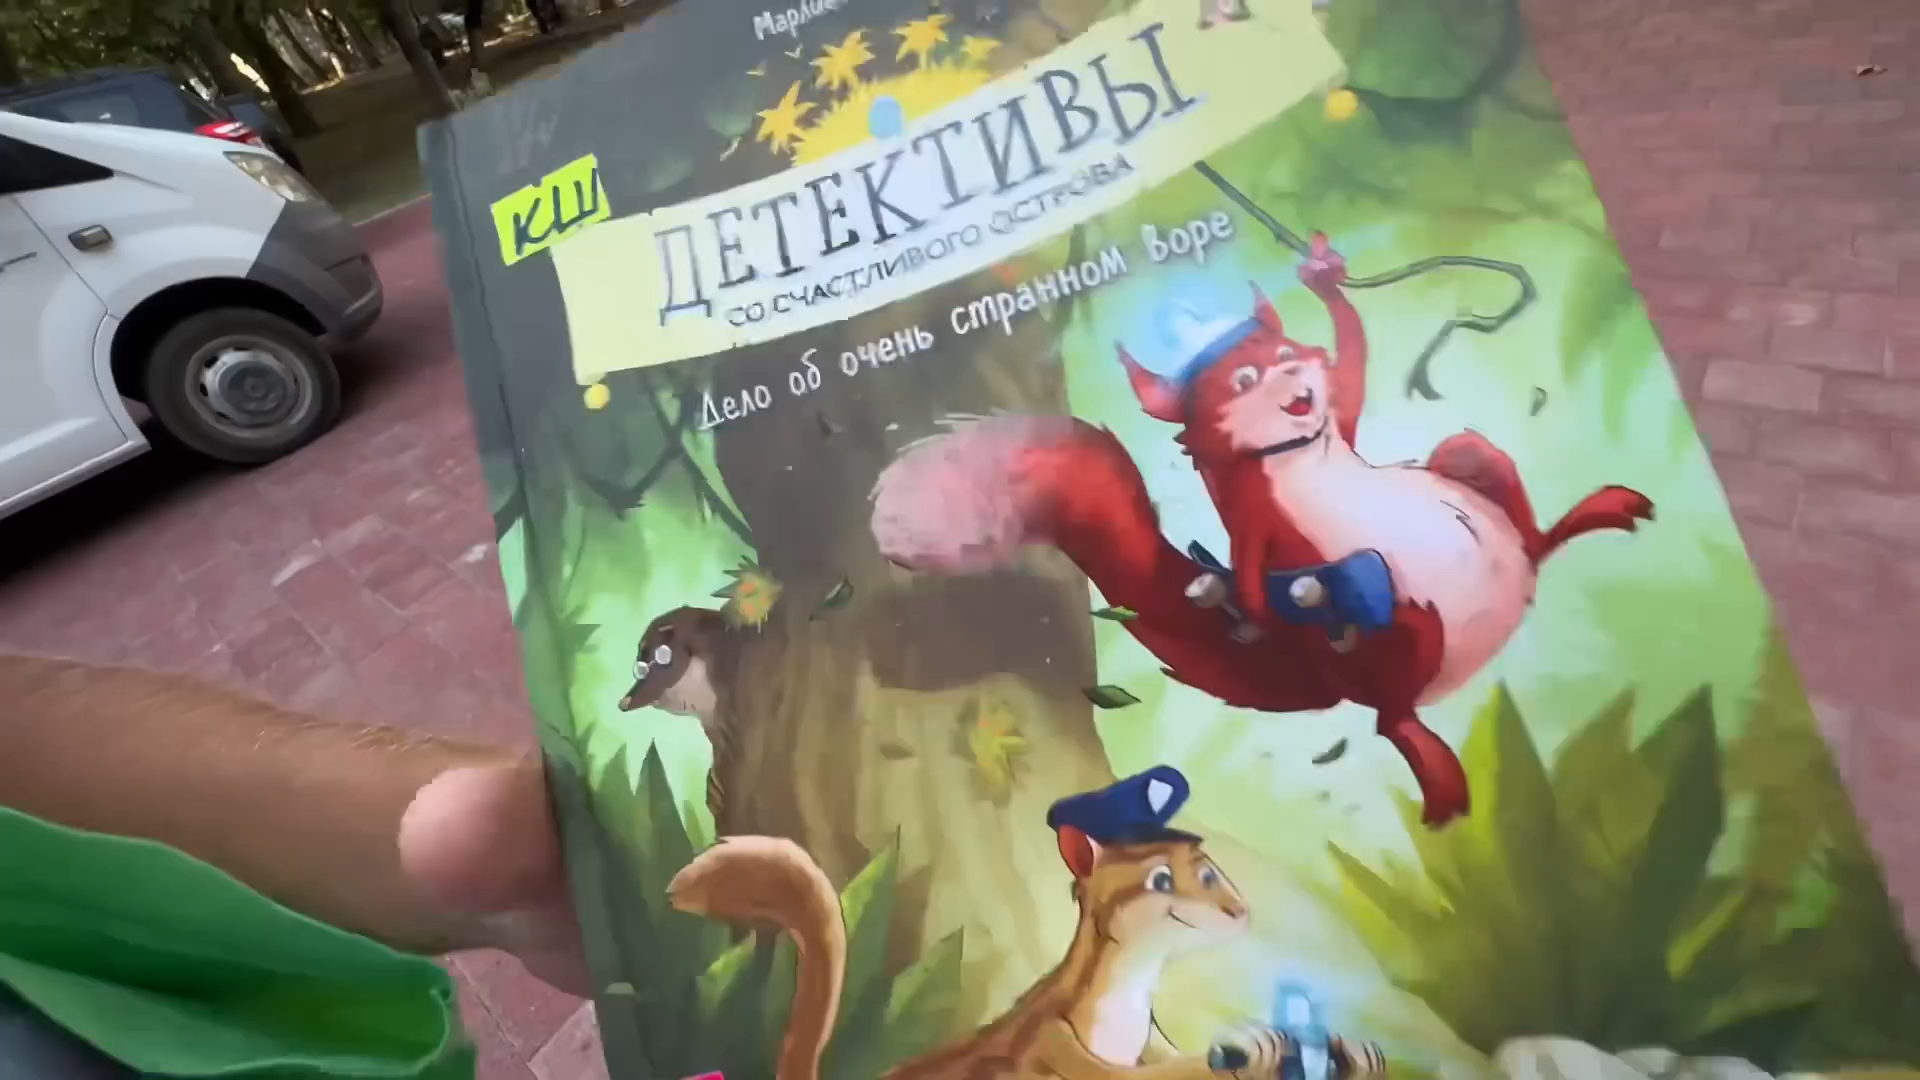 КШ
ДЕТЕКТИВЫ
СО СЧАСТЛИВОГО ОСТРОВА
Дело об очень странном воре